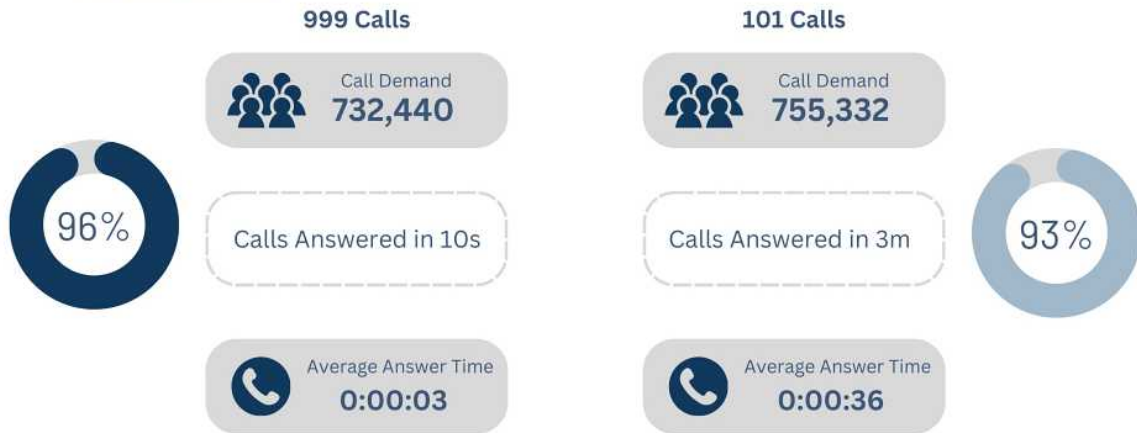 999 Calls
Call Demand
732,440
96%
Calls Answered in 10s
Average Answer Time
0:00:03
101 Calls
Call Demand
755,332
Calls Answered in 3m
93%
Average Answer Time
0:00:36